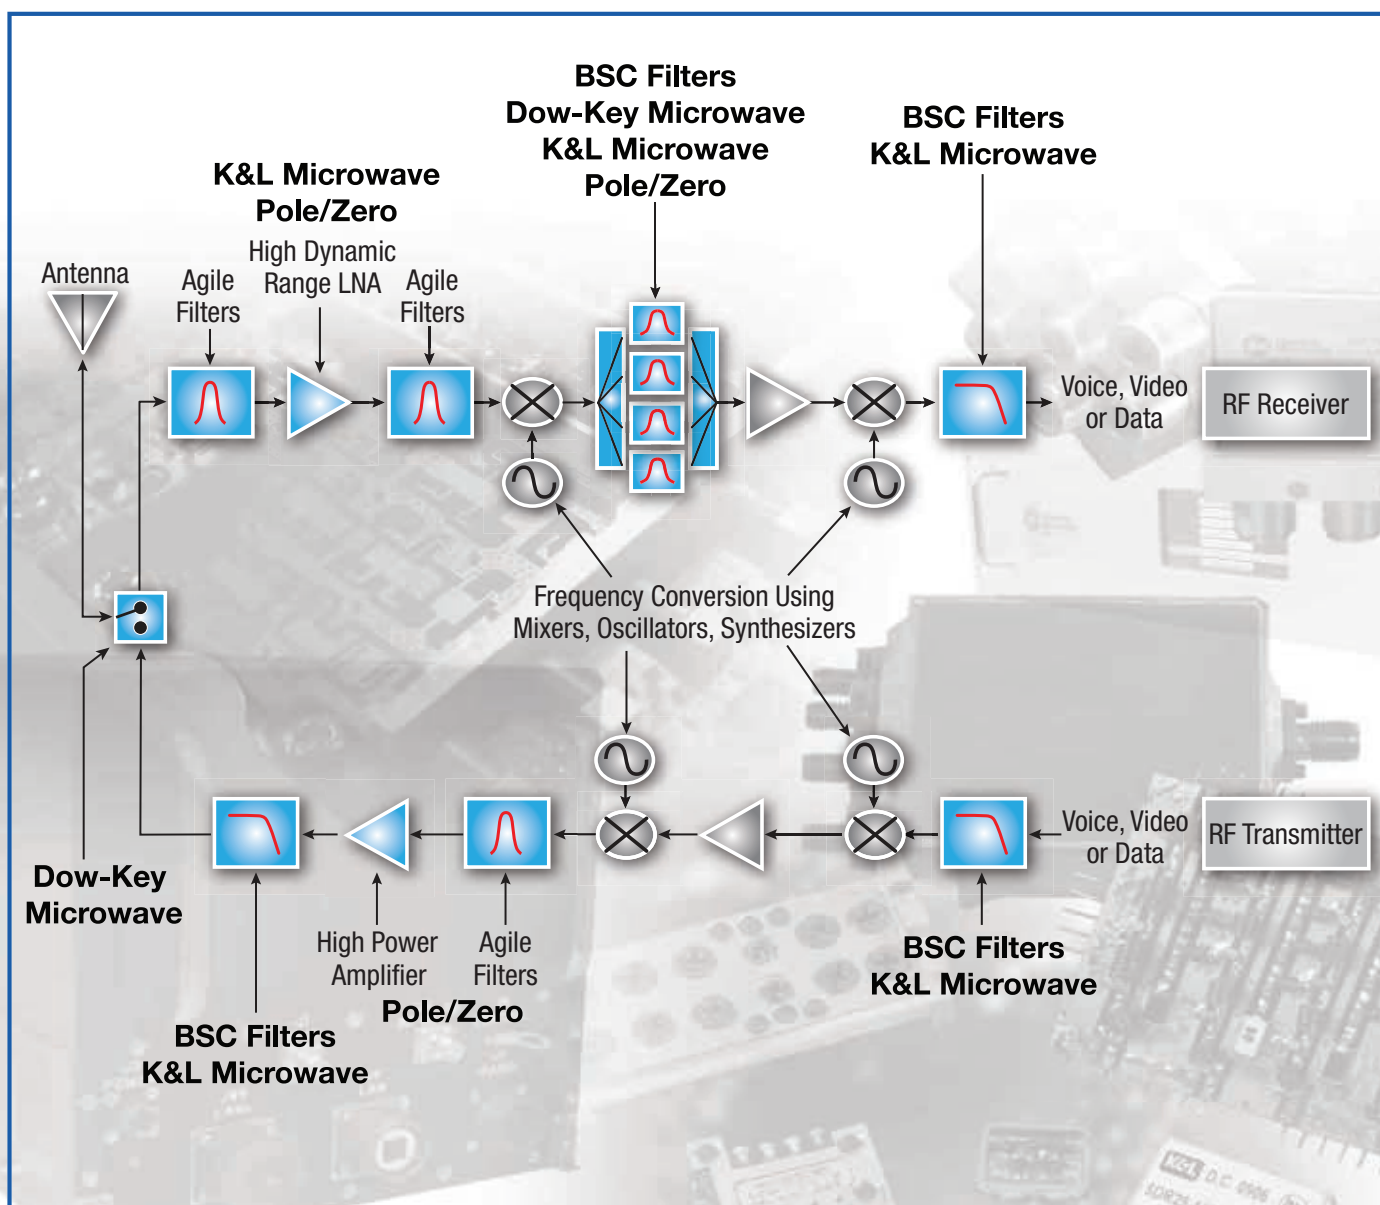 BSC Filters
Dow-Key Microwave
K&L Microwave
Pole/Zero
BSC Filters
K&L Microwave
K&L Microwave
Pole/Zero
High Dynamic
Range LNA
Antenna
Agile
Filters
Agile
Filters
Voice, Video
or Data
RF Receiver
Frequency Conversion Using
Mixers, Oscillators, Synthesizers
Voice, Video
or Data
RF Transmitter
Dow-Key
Microwave
High Power
Amplifier
Agile
Filters
Pole/Zero
BSC Filters
K&L Microwave
BSC Filters
K&L Microwave
K&L D.C. 0906